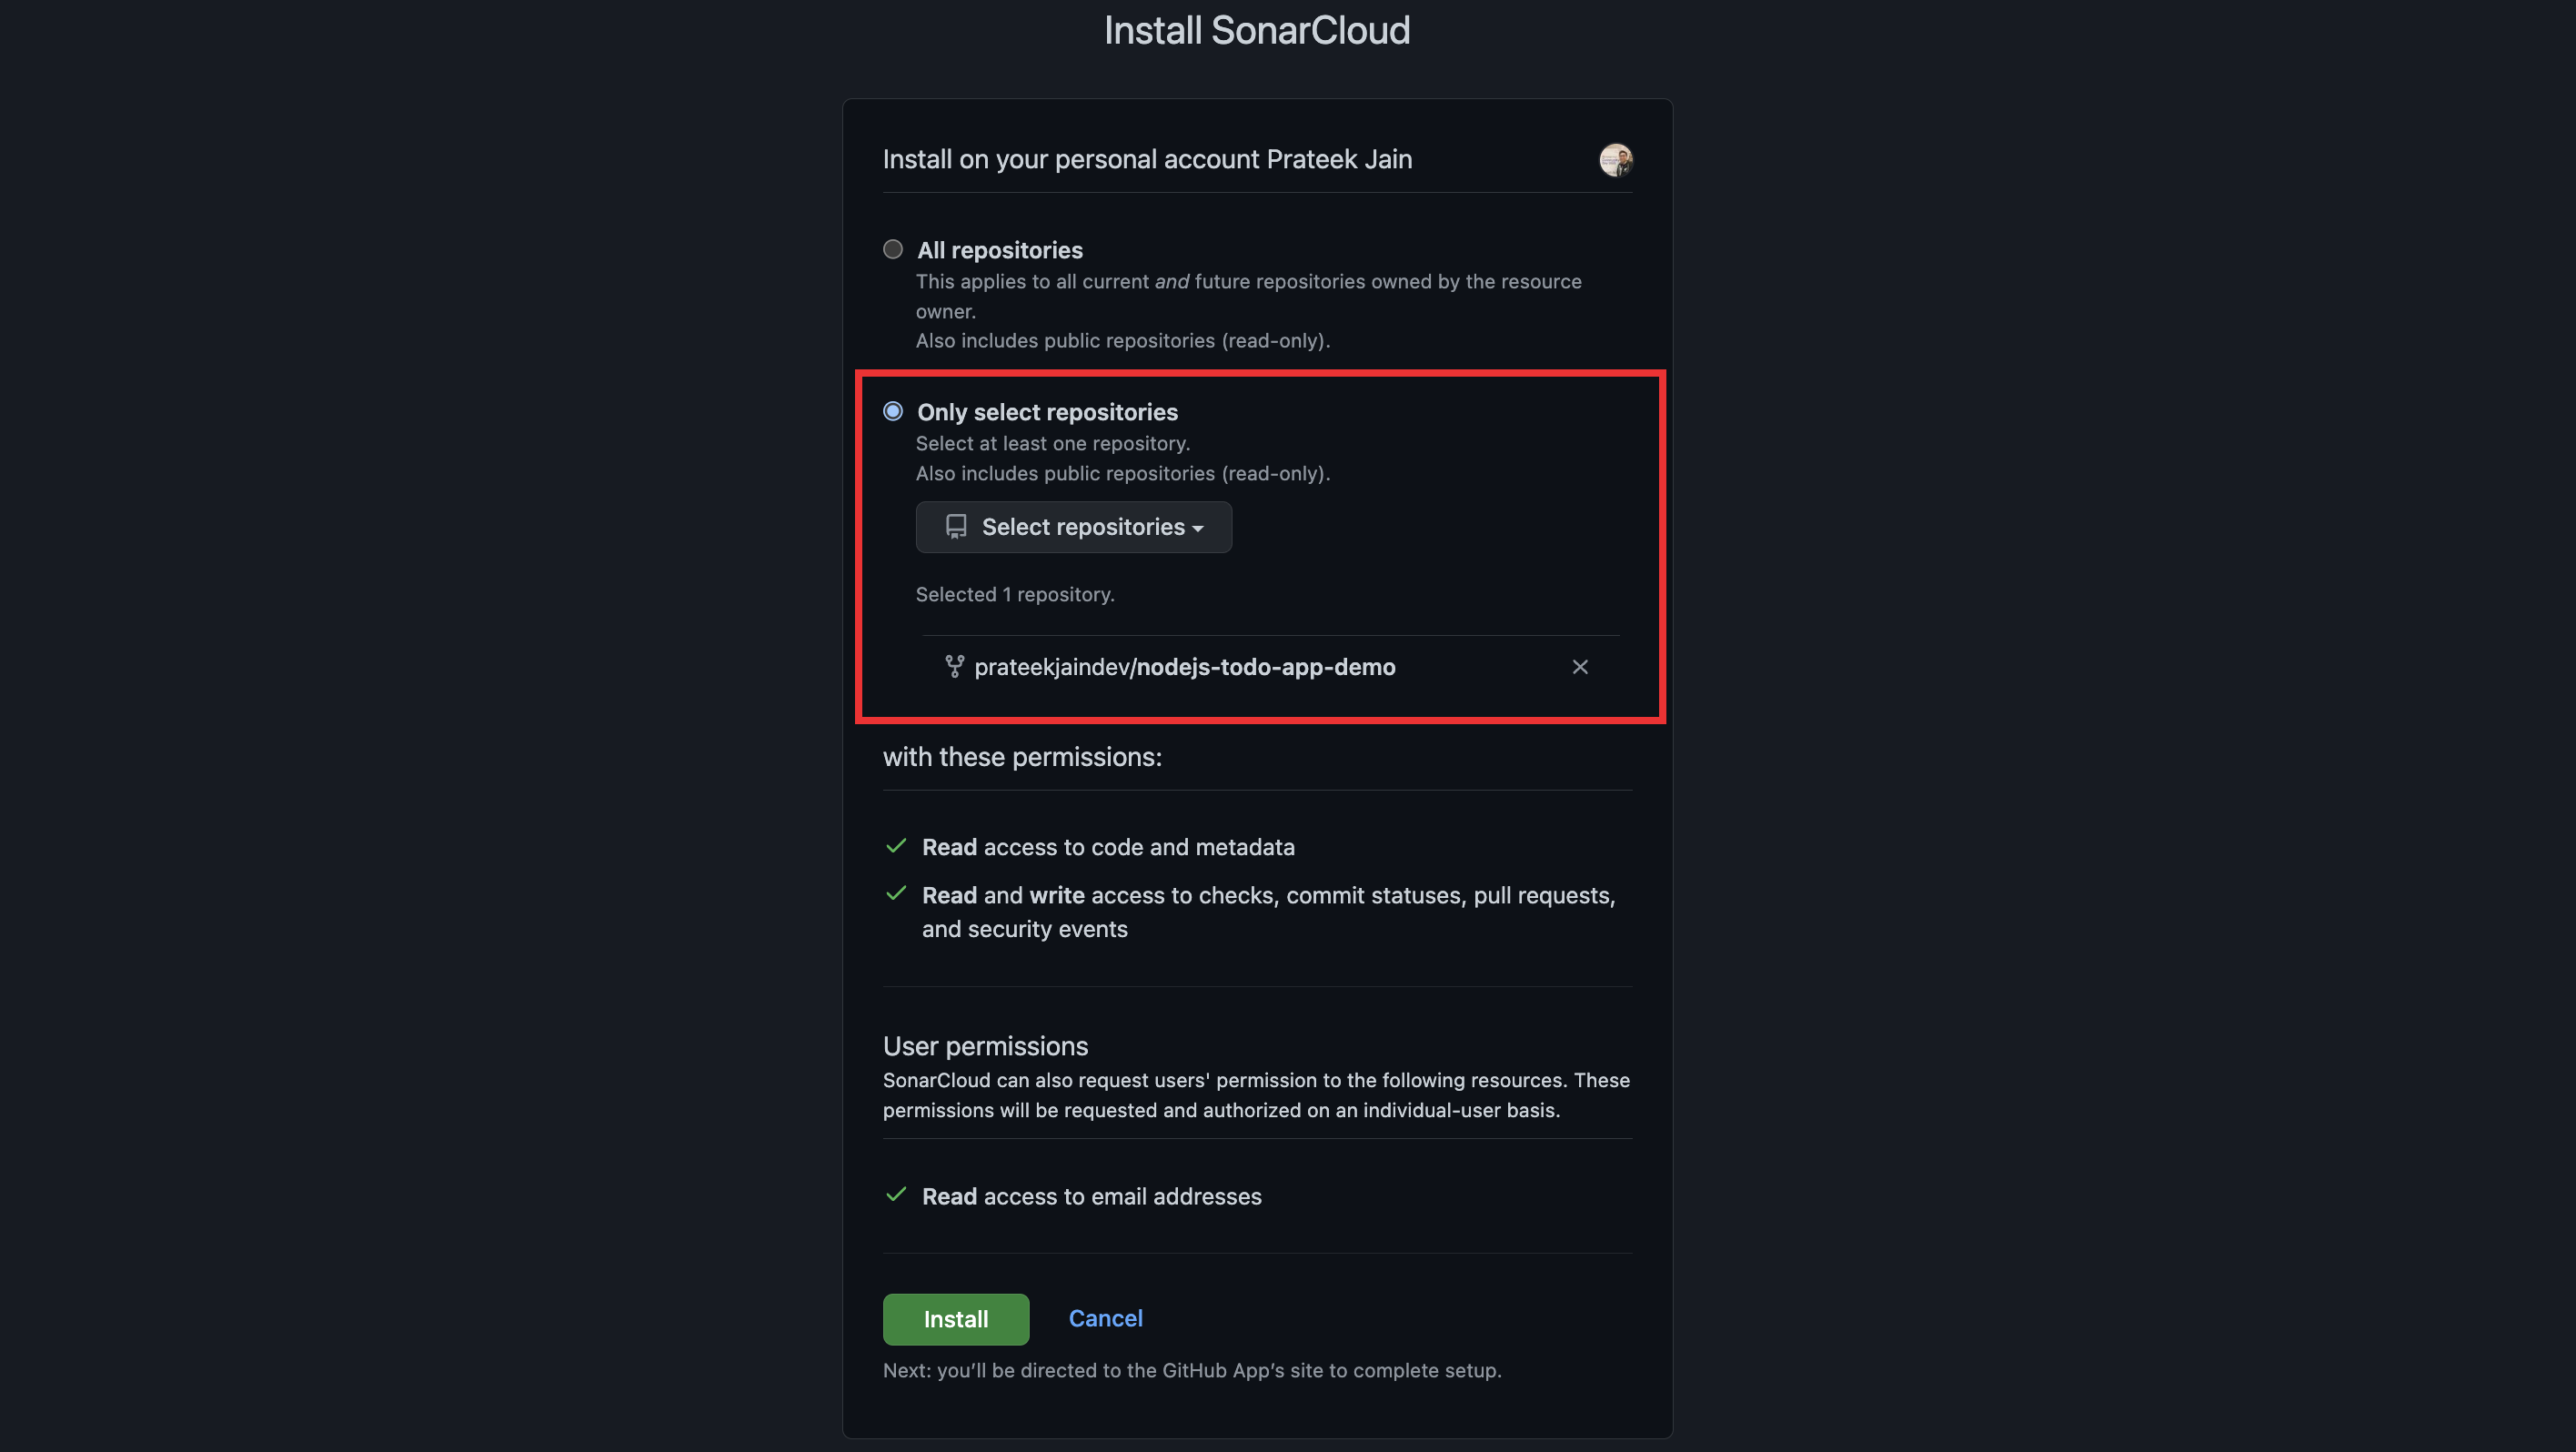 Install SonarCloud
Install on your personal account Prateek Jain
All repositories
This applies to all current and future repositories owned by the resource
owner.
Also includes public repositories (read-only).
Only select repositories
Select at least one repository.
Also includes public repositories (read-only).
Select repositories
Selected 1 repository.
prateekjaindev/nodejs-todo-app-demo
with these permissions:
Read access to code and metadata
Read and write access to checks, commit statuses, pull requests,
and security events
User permissions
SonarCloud can also request users' permission to the following resources. These
permissions will be requested and authorized on an individual-user basis.
Read access to email addresses
Install Cancel
Next: you’ll be directed to the GitHub App’s site to complete setup.